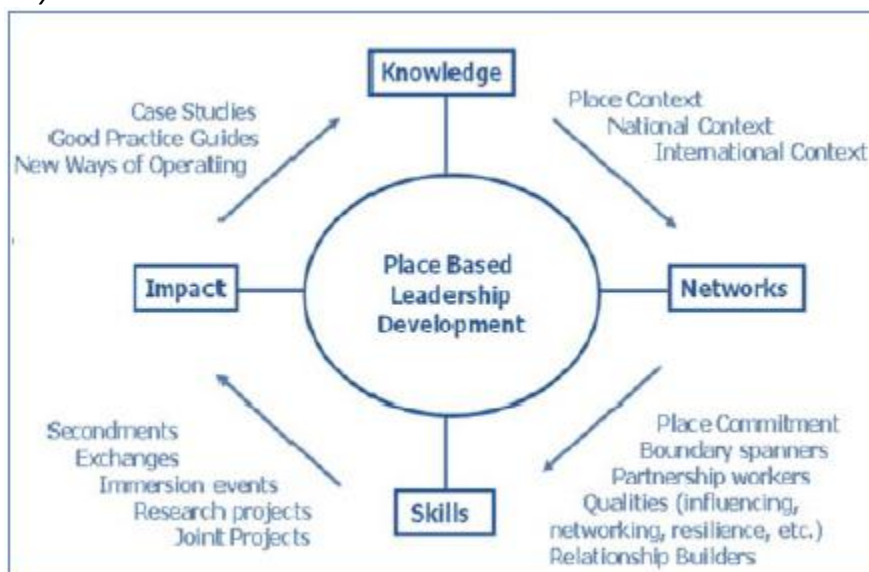 Knowledge
Case Studies
Good Practice Guides
New Ways of Operating
Place Context
National Context
International Context
Impact
Place Based
Leadership
Development
Networks
Secondments
Exchanges
Immersion events
Research projects
Joint Projects
Skills
Place Commitment
Boundary spanners
Partnership workers
Qualities (influencing,
networking, resilience, etc.)
Relationship Builders